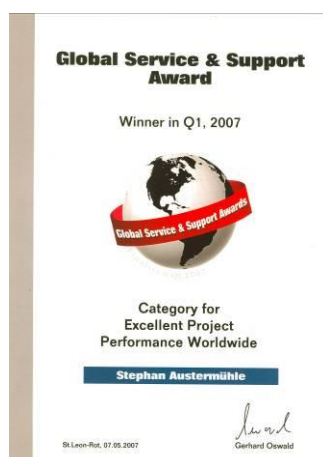 Global Service & Support
Award
Winner in Q1, 2007
Global Service & Support Awards
Category for
Excellent Project
Performance Worldwide
Stephan Austermühle
St.Leon-Rot, 07.05.2007
Gerhard Oswald